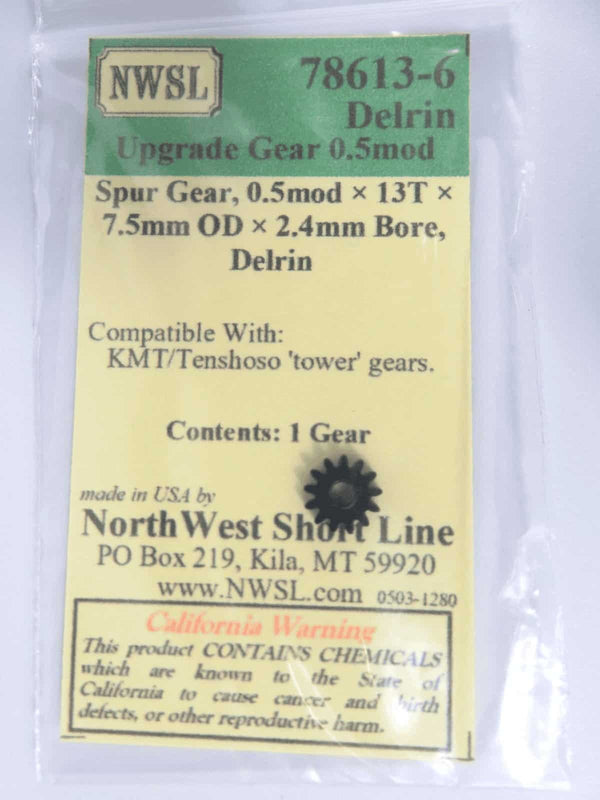 NWSL
78613-6
Delrin
Upgrade Gear 0.5mod
Spur Gear, 0.5mod × 13T ×
7.5mm OD × 2.4mm Bore,
Delrin
Compatible With:
KMT/Tenshoso 'tower' gears.
Contents: 1 Gear
made in USA by
NorthWest Short Line
PO Box 219, Kila, MT 59920
www.NWSL.com 0503-1280
California Warning
This product CONTAINS CHEMICALS
which are known to the State of
California to cause cancer and birth
defects, or other reproductive harm.